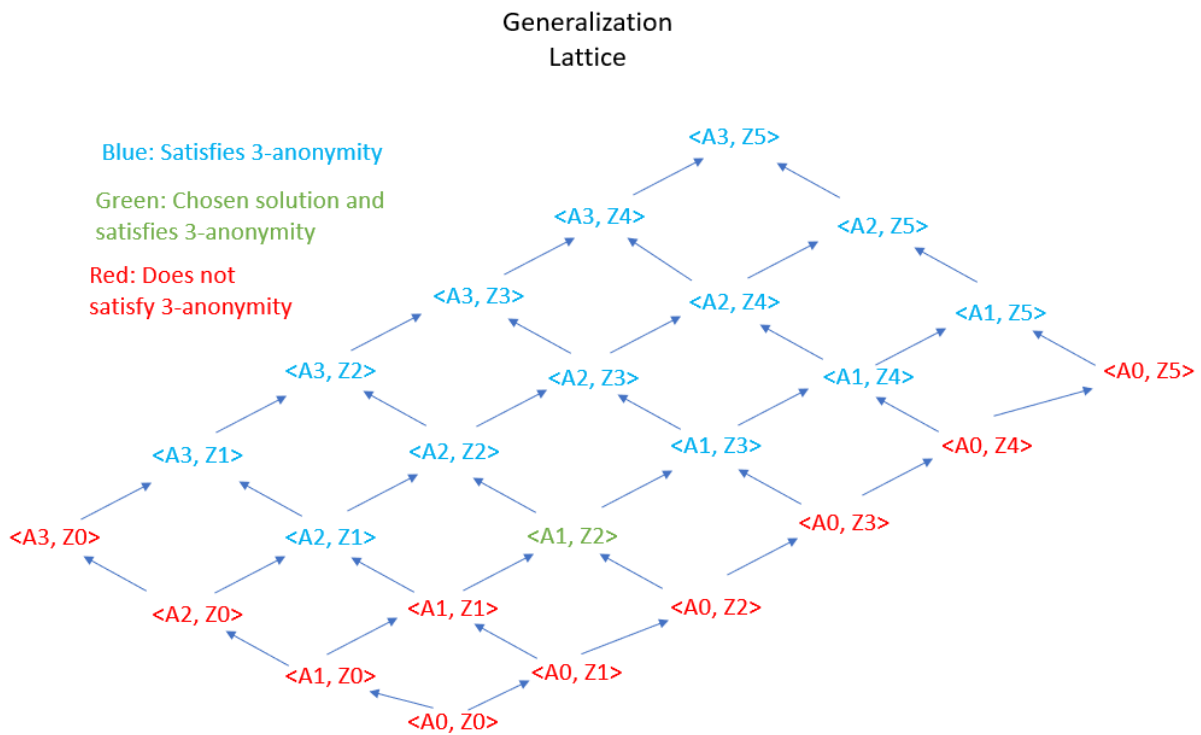 Generalization
Lattice
<A3, Z5>
Blue: Satisfies 3-anonymity
Green: Chosen solution and
satisfies 3-anonymity
Red: Does not
satisfy 3-anonymity
<A3, Z4>
<A2, Z5>
<A3, Z3>
<A2, Z4>
<A1, Z5>
<A3, Z2>
<A2, Z3>
<A1, Z4>
<A0, Z5>
<A3, Z1>
<A2, Z2>
<A1, Z3>
<A0, Z4>
<A3, Z0>
<A2, Z1>
<A1, Z2>
<A0, Z3>
<A2, Z0>
<A1, Z1>
<A0, Z2>
<A1, Z0>
<A0, Z1>
<A0, Z0>